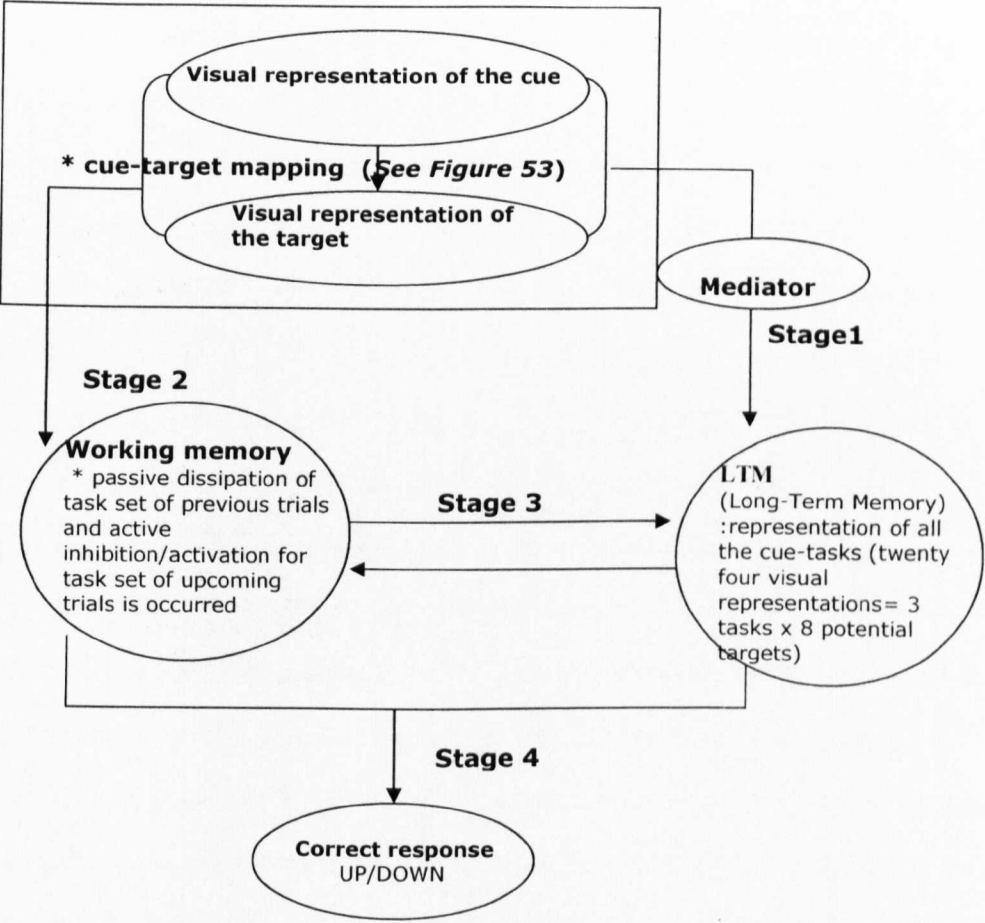 Visual representation of the cue
* cue-target mapping (See Figure 53)
Visual representation of
the target
Mediator
Stage1
Stage 2
Working memory
* passive dissipation of
task set of previous trials
and active
inhibition/activation for
task set of upcoming
trials is occurred
Stage 3
LTM
(Long-Term Memory)
:representation of all
the cue-tasks (twenty
four visual
representations= 3
tasks x 8 potential
targets)
Stage 4
Correct response
UP/DOWN